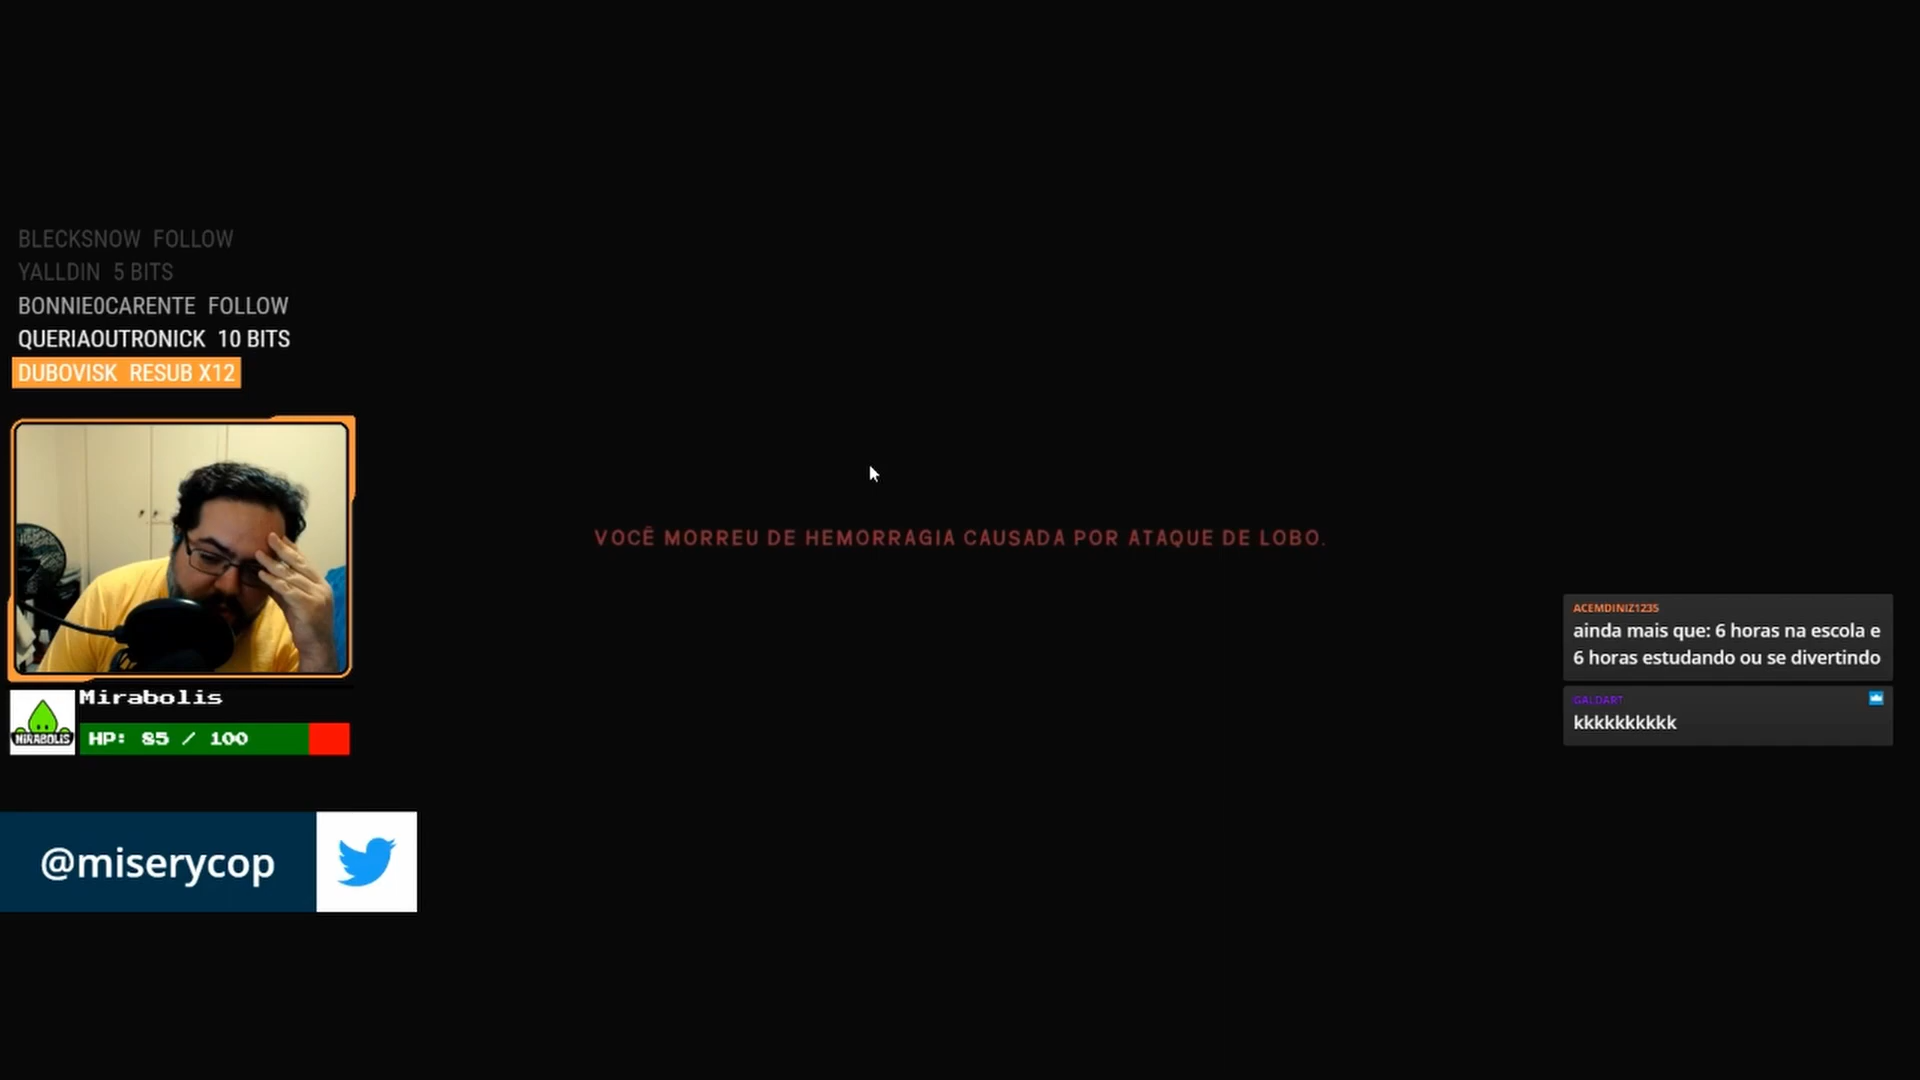 BLECKSNOW FOLLOW
YALLDIN 5 BITS
BONNIE0CARENTE FOLLOW
QUERIAOUTRONICK 10 BITS
DUBOVISK RESUB X12
VOCÊ MORREU DE HEMORRAGIA CAUSADA POR ATAQUE DE LOBO.
ACEMDINIZ1235
ainda mais que: 6 horas na escola e
6 horas estudando ou se divertindo
GALDART
kkkkkkkkkk
Mirabolis
MIRABOLIS
HP: 85 / 100
@miserycop